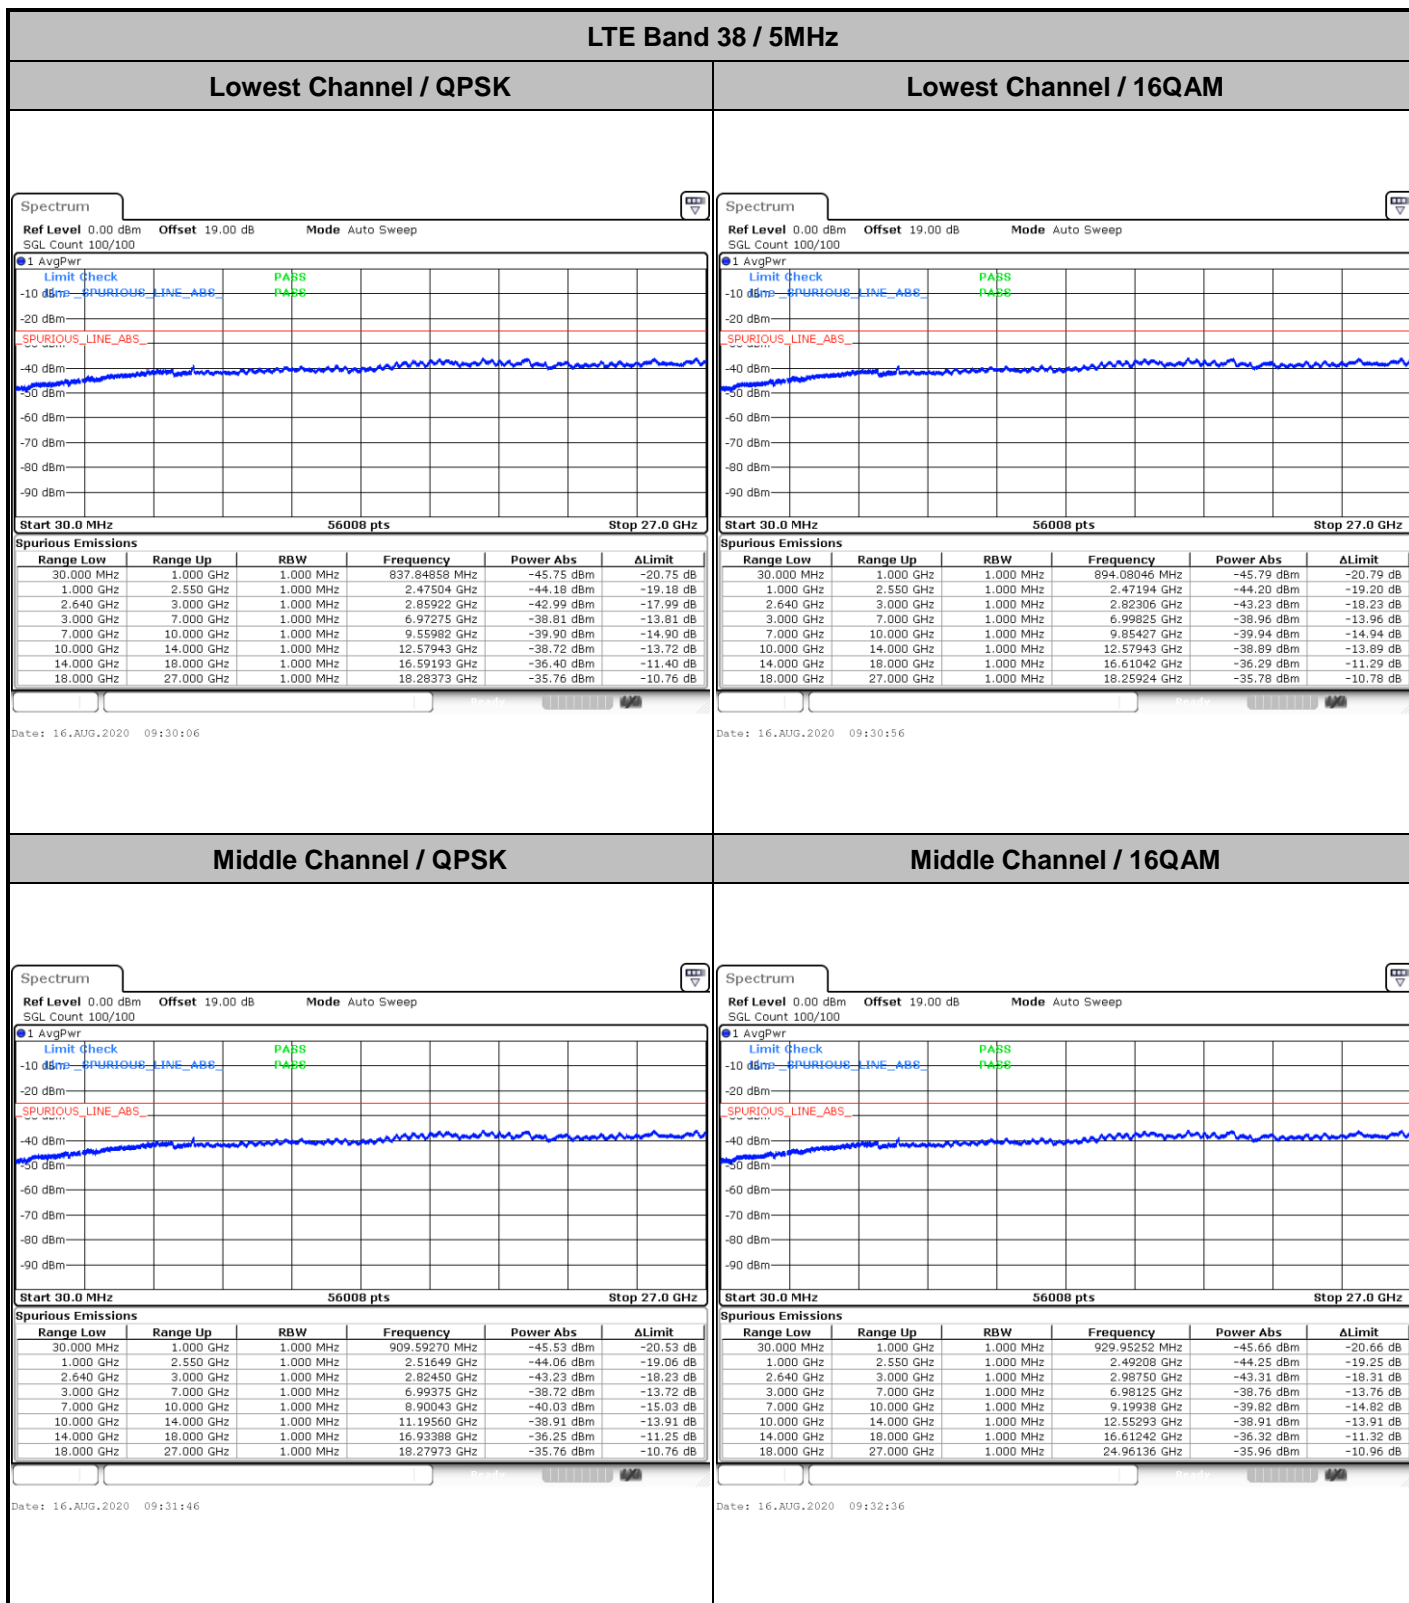 LTE Band 38 / 5MHz
Lowest Channel / QPSK
Spectrum
Ref Level 0.00 dBm Offset 19.00 dB Mode Auto Sweep
SGL Count 100/100
1 AvgPwr
Limit Check PASS
Line _SPURIOUS_LINE_ABS_ PASS
-10 dBm
-20 dBm
_SPURIOUS_LINE_ABS_
-40 dBm
-50 dBm
-60 dBm
-70 dBm
-80 dBm
-90 dBm
Start 30.0 MHz 56008 pts Stop 27.0 GHz
Spurious Emissions
Range Low Range Up RBW Frequency Power Abs ΔLimit
30.000 MHz 1.000 GHz 1.000 MHz 837.84858 MHz -45.75 dBm -20.75 dB
1.000 GHz 2.550 GHz 1.000 MHz 2.47504 GHz -44.18 dBm -19.18 dB
2.640 GHz 3.000 GHz 1.000 MHz 2.85922 GHz -42.99 dBm -17.99 dB
3.000 GHz 7.000 GHz 1.000 MHz 6.97275 GHz -38.81 dBm -13.81 dB
7.000 GHz 10.000 GHz 1.000 MHz 9.55982 GHz -39.90 dBm -14.90 dB
10.000 GHz 14.000 GHz 1.000 MHz 12.57943 GHz -38.72 dBm -13.72 dB
14.000 GHz 18.000 GHz 1.000 MHz 16.59193 GHz -36.40 dBm -11.40 dB
18.000 GHz 27.000 GHz 1.000 MHz 18.28373 GHz -35.76 dBm -10.76 dB
Ready
Date: 16.AUG.2020 09:30:06
Lowest Channel / 16QAM
Spectrum
Ref Level 0.00 dBm Offset 19.00 dB Mode Auto Sweep
SGL Count 100/100
1 AvgPwr
Limit Check PASS
Line _SPURIOUS_LINE_ABS_ PASS
-10 dBm
-20 dBm
_SPURIOUS_LINE_ABS_
-40 dBm
-50 dBm
-60 dBm
-70 dBm
-80 dBm
-90 dBm
Start 30.0 MHz 56008 pts Stop 27.0 GHz
Spurious Emissions
Range Low Range Up RBW Frequency Power Abs ΔLimit
30.000 MHz 1.000 GHz 1.000 MHz 894.08046 MHz -45.79 dBm -20.79 dB
1.000 GHz 2.550 GHz 1.000 MHz 2.47194 GHz -44.20 dBm -19.20 dB
2.640 GHz 3.000 GHz 1.000 MHz 2.82306 GHz -43.23 dBm -18.23 dB
3.000 GHz 7.000 GHz 1.000 MHz 6.99825 GHz -38.96 dBm -13.96 dB
7.000 GHz 10.000 GHz 1.000 MHz 9.85427 GHz -39.94 dBm -14.94 dB
10.000 GHz 14.000 GHz 1.000 MHz 12.57943 GHz -38.89 dBm -13.89 dB
14.000 GHz 18.000 GHz 1.000 MHz 16.61042 GHz -36.29 dBm -11.29 dB
18.000 GHz 27.000 GHz 1.000 MHz 18.25924 GHz -35.78 dBm -10.78 dB
Ready
Date: 16.AUG.2020 09:30:56
Middle Channel / QPSK
Spectrum
Ref Level 0.00 dBm Offset 19.00 dB Mode Auto Sweep
SGL Count 100/100
1 AvgPwr
Limit Check PASS
Line _SPURIOUS_LINE_ABS_ PASS
-10 dBm
-20 dBm
_SPURIOUS_LINE_ABS_
-40 dBm
-50 dBm
-60 dBm
-70 dBm
-80 dBm
-90 dBm
Start 30.0 MHz 56008 pts Stop 27.0 GHz
Spurious Emissions
Range Low Range Up RBW Frequency Power Abs ΔLimit
30.000 MHz 1.000 GHz 1.000 MHz 909.59270 MHz -45.53 dBm -20.53 dB
1.000 GHz 2.550 GHz 1.000 MHz 2.51649 GHz -44.06 dBm -19.06 dB
2.640 GHz 3.000 GHz 1.000 MHz 2.82450 GHz -43.23 dBm -18.23 dB
3.000 GHz 7.000 GHz 1.000 MHz 6.99375 GHz -38.72 dBm -13.72 dB
7.000 GHz 10.000 GHz 1.000 MHz 8.90043 GHz -40.03 dBm -15.03 dB
10.000 GHz 14.000 GHz 1.000 MHz 11.19560 GHz -38.91 dBm -13.91 dB
14.000 GHz 18.000 GHz 1.000 MHz 16.93388 GHz -36.25 dBm -11.25 dB
18.000 GHz 27.000 GHz 1.000 MHz 18.27973 GHz -35.76 dBm -10.76 dB
Ready
Date: 16.AUG.2020 09:31:46
Middle Channel / 16QAM
Spectrum
Ref Level 0.00 dBm Offset 19.00 dB Mode Auto Sweep
SGL Count 100/100
1 AvgPwr
Limit Check PASS
Line _SPURIOUS_LINE_ABS_ PASS
-10 dBm
-20 dBm
_SPURIOUS_LINE_ABS_
-40 dBm
-50 dBm
-60 dBm
-70 dBm
-80 dBm
-90 dBm
Start 30.0 MHz 56008 pts Stop 27.0 GHz
Spurious Emissions
Range Low Range Up RBW Frequency Power Abs ΔLimit
30.000 MHz 1.000 GHz 1.000 MHz 929.95252 MHz -45.66 dBm -20.66 dB
1.000 GHz 2.550 GHz 1.000 MHz 2.49208 GHz -44.25 dBm -19.25 dB
2.640 GHz 3.000 GHz 1.000 MHz 2.98750 GHz -43.31 dBm -18.31 dB
3.000 GHz 7.000 GHz 1.000 MHz 6.98125 GHz -38.76 dBm -13.76 dB
7.000 GHz 10.000 GHz 1.000 MHz 9.19938 GHz -39.82 dBm -14.82 dB
10.000 GHz 14.000 GHz 1.000 MHz 12.55293 GHz -38.91 dBm -13.91 dB
14.000 GHz 18.000 GHz 1.000 MHz 16.61242 GHz -36.32 dBm -11.32 dB
18.000 GHz 27.000 GHz 1.000 MHz 24.96136 GHz -35.96 dBm -10.96 dB
Ready
Date: 16.AUG.2020 09:32:36